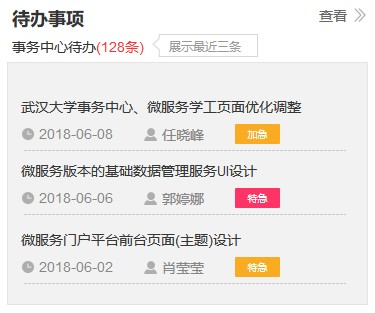 待办事项 查看
事务中心待办(128条) 展示最近三条
武汉大学事务中心、微服务学工页面优化调整
2018-06-08 任晓峰 加急
微服务版本的基础数据管理服务UI设计
2018-06-06 郭婷娜 特急
微服务门户平台前台页面(主题)设计
2018-06-02 肖莹莹 特急